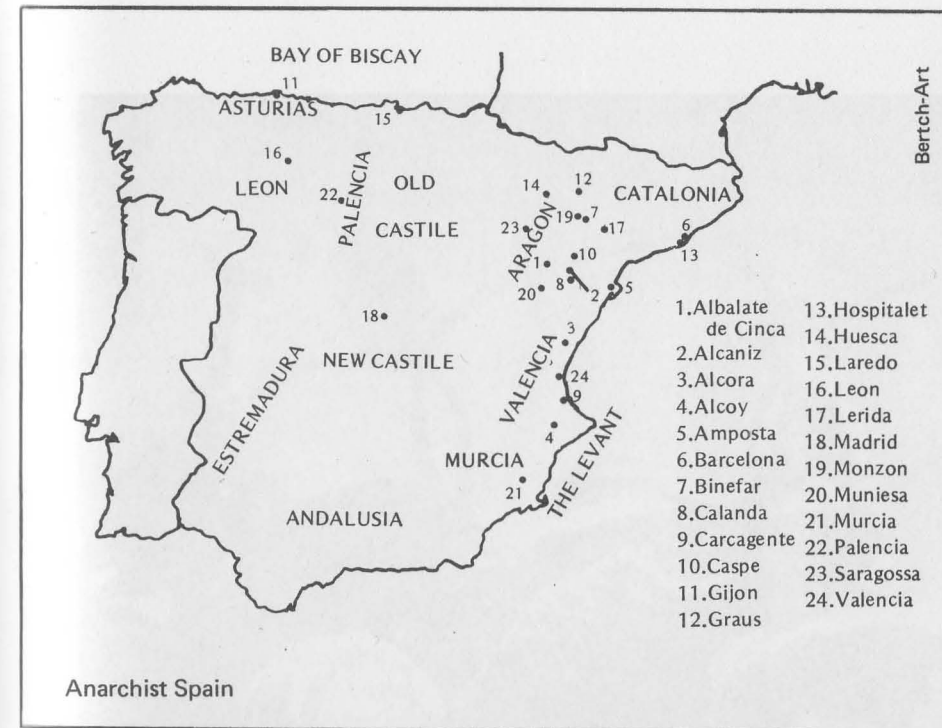 BAY OF BISCAY
11
ASTURIAS
15
16
LEON
22
PALENCIA
OLD
CASTILE
14
12
CATALONIA
19 7
23
ARAGON
17
6
13
1
10
8
20
2
5
18
NEW CASTILE
ESTREMADURA
VALENCIA
3
24
9
4
MURCIA
21
THE LEVANT
ANDALUSIA
1.Albalate
de Cinca
2.Alcaniz
3.Alcora
4.Alcoy
5.Amposta
6.Barcelona
7.Binefar
8.Calanda
9.Carcagente
10.Caspe
11.Gijon
12.Graus
13.Hospitalet
14.Huesca
15.Laredo
16.Leon
17.Lerida
18.Madrid
19.Monzon
20.Muniesa
21.Murcia
22.Palencia
23.Saragossa
24.Valencia
Anarchist Spain
Bertch-Art